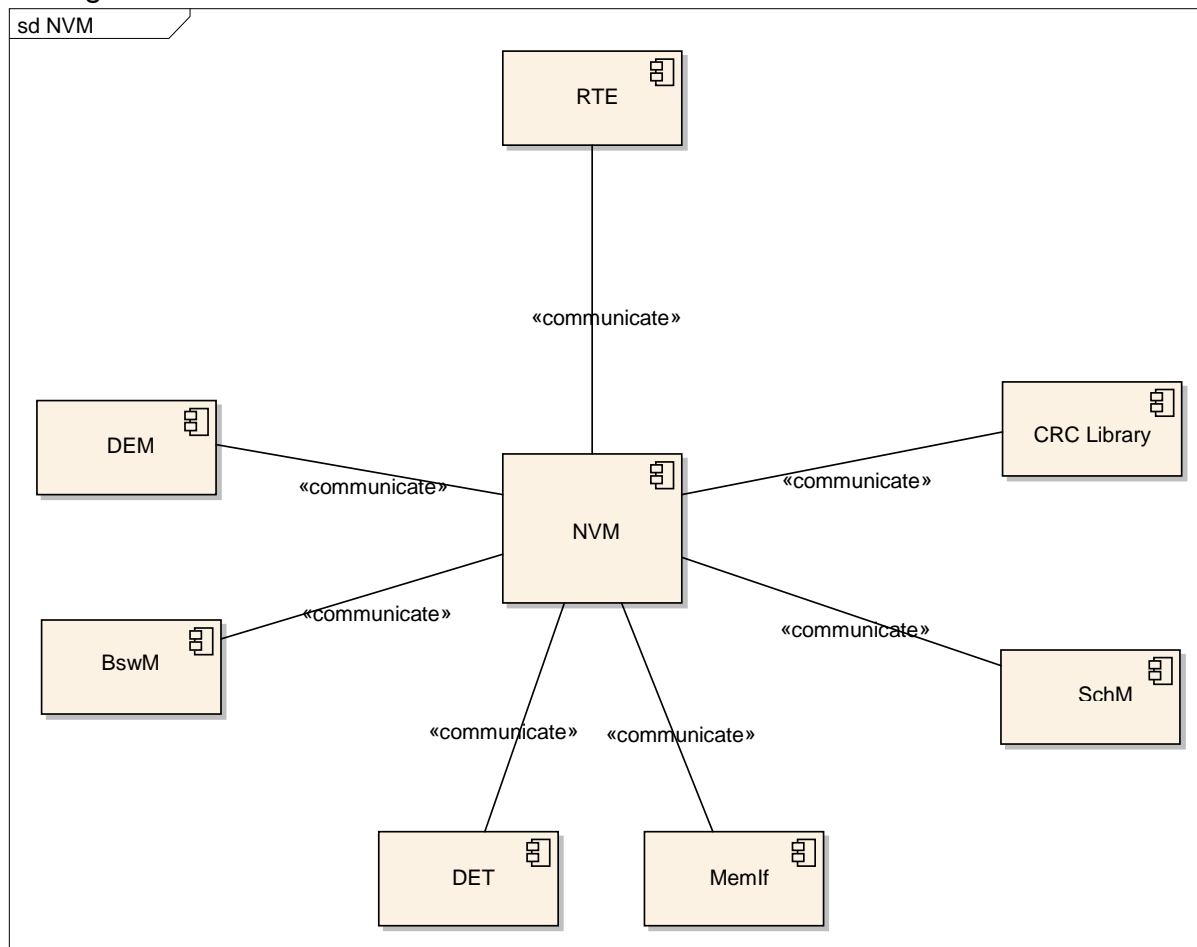 sd NVM
RTE
«communicate»
DEM
CRC Library
«communicate»
«communicate»
NVM
BswM
«communicate»
«communicate»
SchM
«communicate»
«communicate»
DET
MemIf